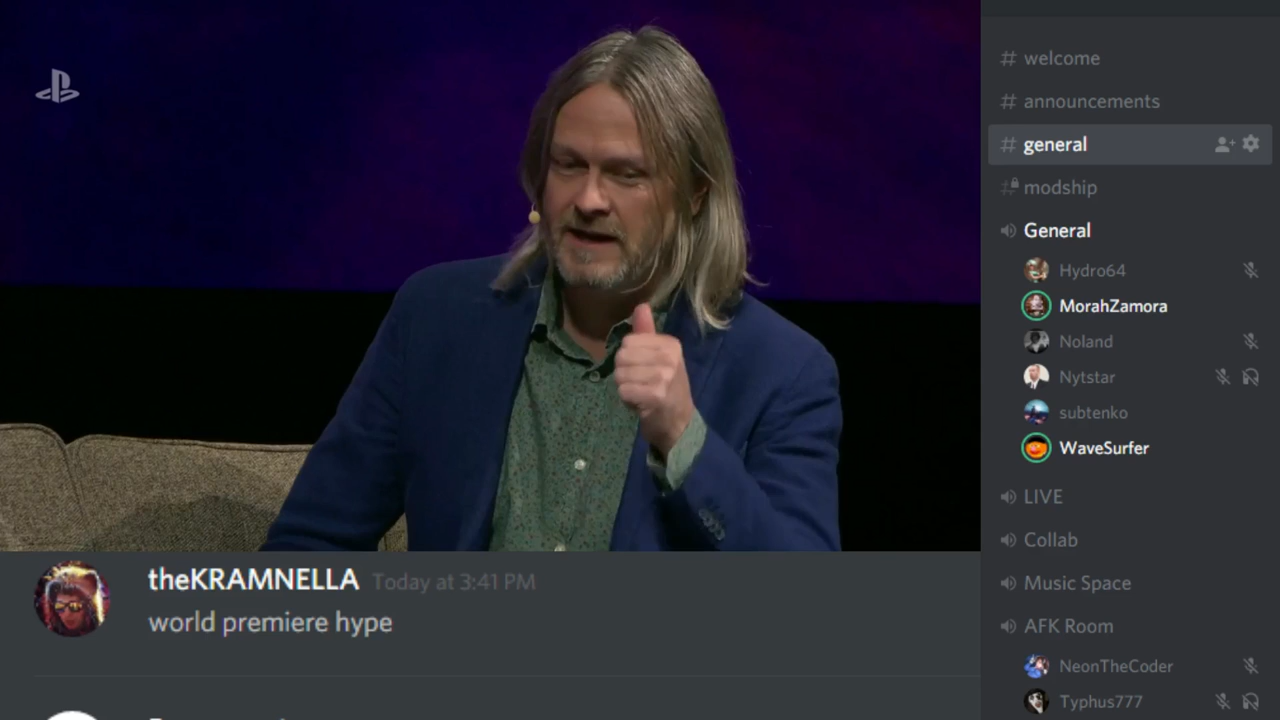 theKRAMNELLA Today at 3:41 PM
world premiere hype
welcome
announcements
general
modship
General
Hydro64
MorahZamora
Noland
Nytstar
subtenko
WaveSurfer
LIVE
Collab
Music Space
AFK Room
NeonTheCoder
Typhus777